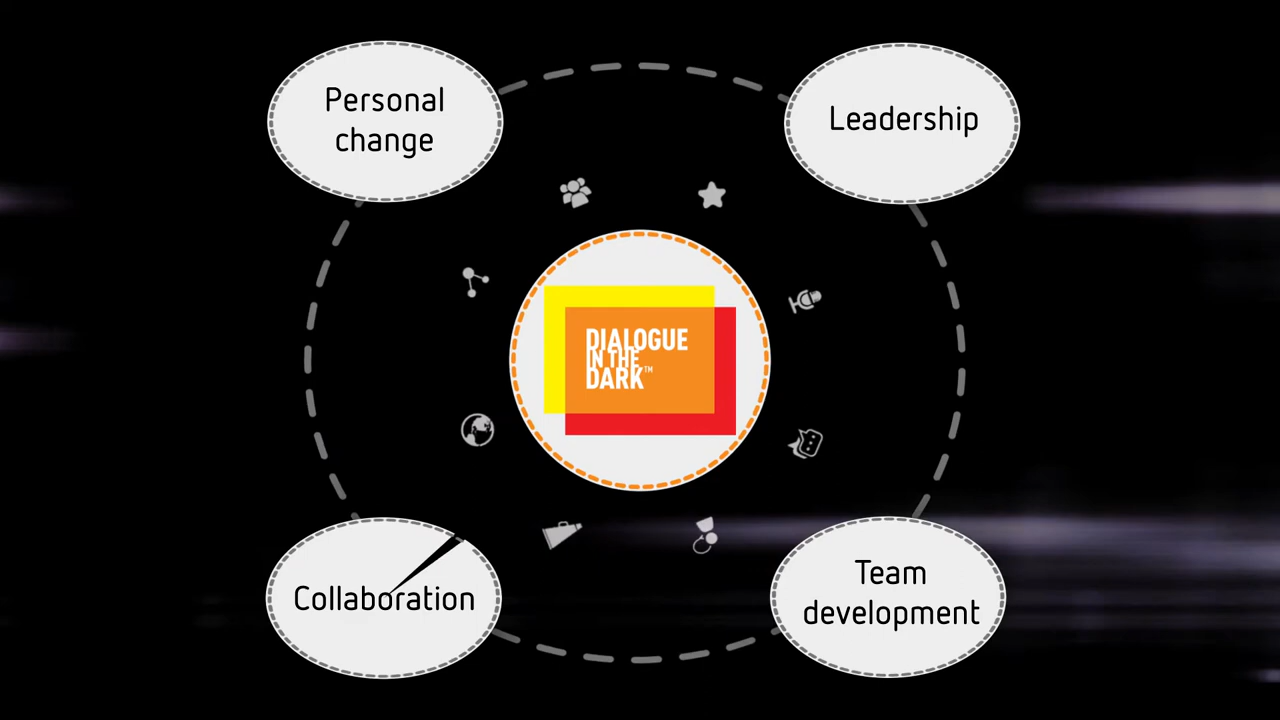 Personal
change
Leadership
DIALOGUE
IN THE
DARK™
Collaboration
Team
development